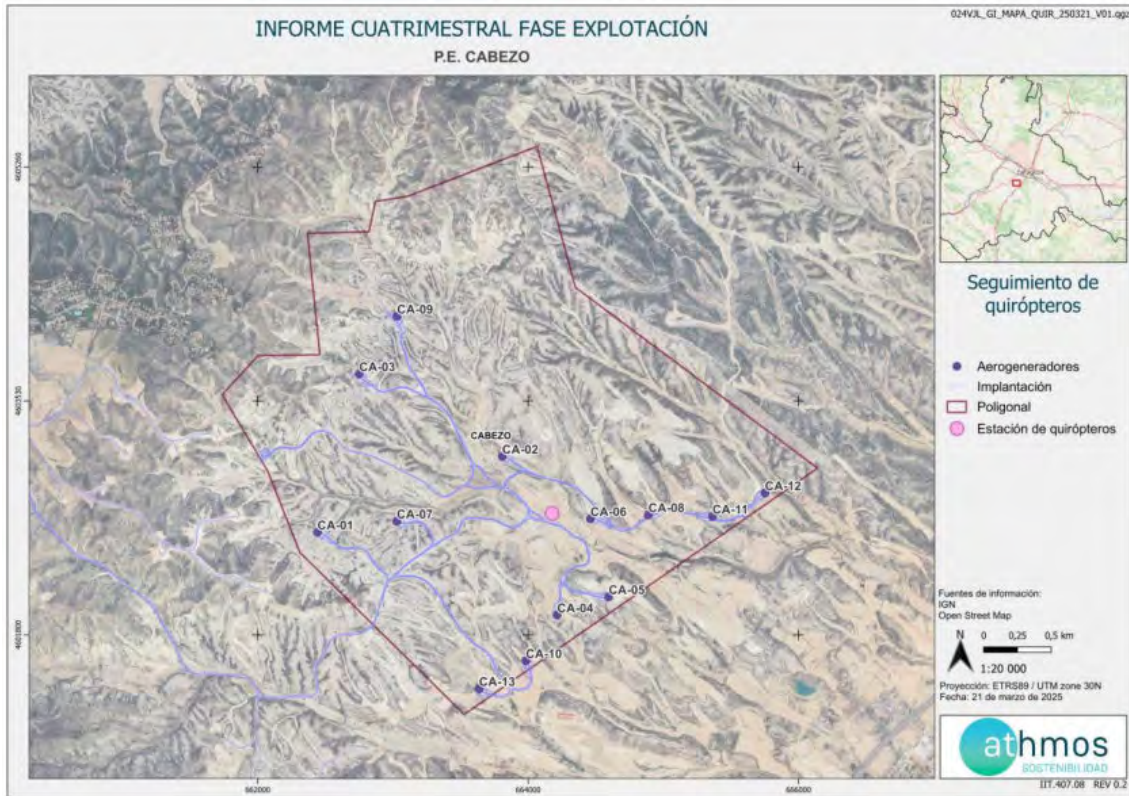 024VJL_GI_MAPA_QUIR_250321_V01.qgz
INFORME CUATRIMESTRAL FASE EXPLOTACIÓN
P.E. CABEZO
4605260
4603530
4601800
662000
664000
666000
CA-09
CA-03
CABEZO
CA-02
CA-12
CA-06
CA-08
CA-11
CA-01
CA-07
CA-05
CA-04
CA-10
CA-13
Seguimiento de
quirópteros
Aerogeneradores
Implantación
Poligonal
Estación de quirópteros
Fuentes de información:
IGN
Open Street Map
N
0 0,25 0,5 km
1:20 000
Proyección: ETRS89 / UTM zone 30N
Fecha: 21 de marzo de 2025
athmos
SOSTENIBILIDAD
IIT.407.08 REV 0.2